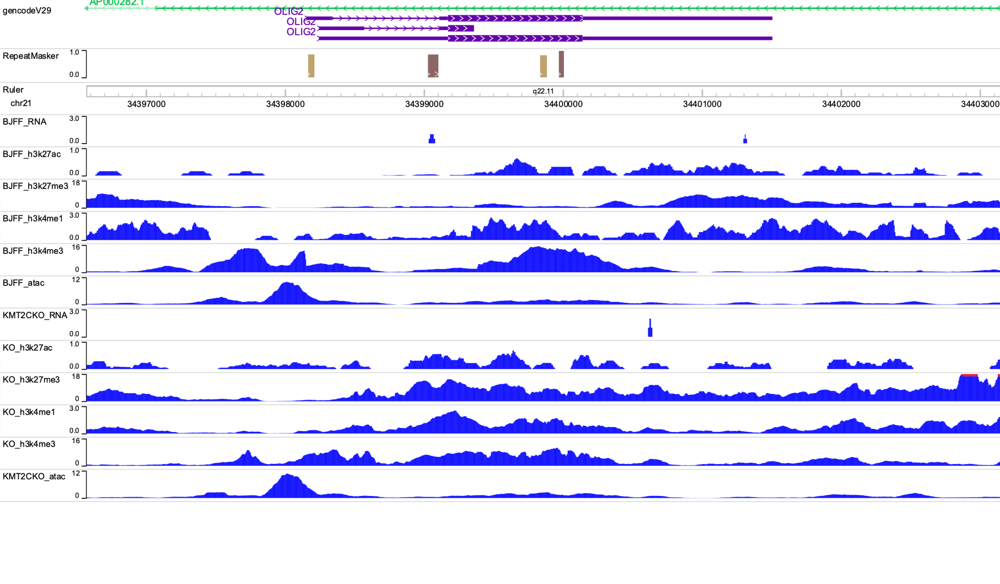 AP000282.1
gencodeV29
OLIG2
OLIG2
OLIG2
RepeatMasker 1.0
0.0
Ruler q22.11
chr21 34397000 34398000 34399000 34400000 34401000 34402000 34403000
BJFF_RNA 3.0
0.0
BJFF_h3k27ac 1.0
0.0
BJFF_h3k27me3 18
0
BJFF_h3k4me1 3.0
0.0
BJFF_h3k4me3 16
0
BJFF_atac 12
0
KMT2CKO_RNA 3.0
0.0
KO_h3k27ac 1.0
0.0
KO_h3k27me3 18
0
KO_h3k4me1 3.0
0.0
KO_h3k4me3 16
0
KMT2CKO_atac 12
0